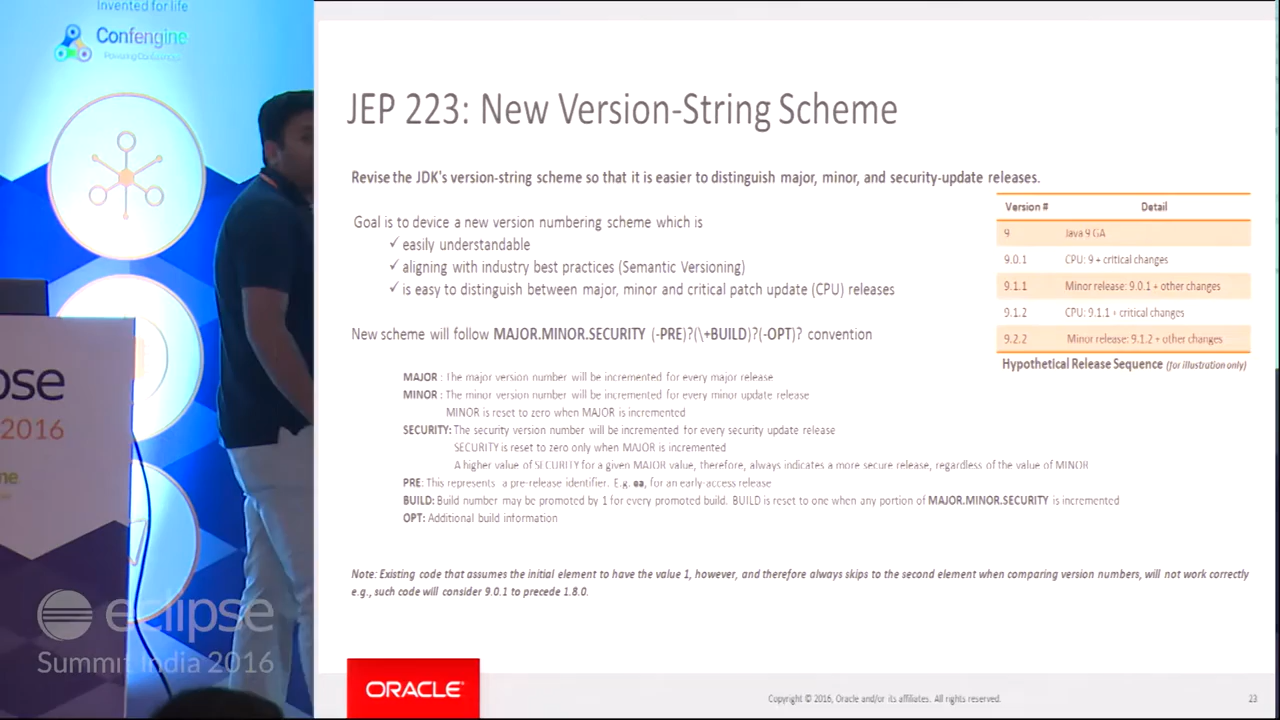 Invented for life
Confengine
Powering Conferences
JEP 223: New Version-String Scheme
Revise the JDK's version-string scheme so that it is easier to distinguish major, minor, and security-update releases.
Goal is to device a new version numbering scheme which is
✓ easily understandable
✓ aligning with industry best practices (Semantic Versioning)
✓ is easy to distinguish between major, minor and critical patch update (CPU) releases
New scheme will follow MAJOR.MINOR.SECURITY (-PRE)?(\+BUILD)?(-OPT)? convention
Version # Detail
9 Java 9 GA
9.0.1 CPU: 9 + critical changes
9.1.1 Minor release: 9.0.1 + other changes
9.1.2 CPU: 9.1.1 + critical changes
9.2.2 Minor release: 9.1.2 + other changes
Hypothetical Release Sequence (for illustration only)
MAJOR : The major version number will be incremented for every major release
MINOR : The minor version number will be incremented for every minor update release
MINOR is reset to zero when MAJOR is incremented
SECURITY: The security version number will be incremented for every security update release
SECURITY is reset to zero only when MAJOR is incremented
A higher value of SECURITY for a given MAJOR value, therefore, always indicates a more secure release, regardless of the value of MINOR
PRE: This represents a pre-release identifier. E.g. ea, for an early-access release
BUILD: Build number may be promoted by 1 for every promoted build. BUILD is reset to one when any portion of MAJOR.MINOR.SECURITY is incremented
OPT: Additional build information
Note: Existing code that assumes the initial element to have the value 1, however, and therefore always skips to the second element when comparing version numbers, will not work correctly
e.g., such code will consider 9.0.1 to precede 1.8.0.
ORACLE
Copyright © 2016, Oracle and/or its affiliates. All rights reserved.
23
pse
2016
ne
eclipse
Summit India 2016